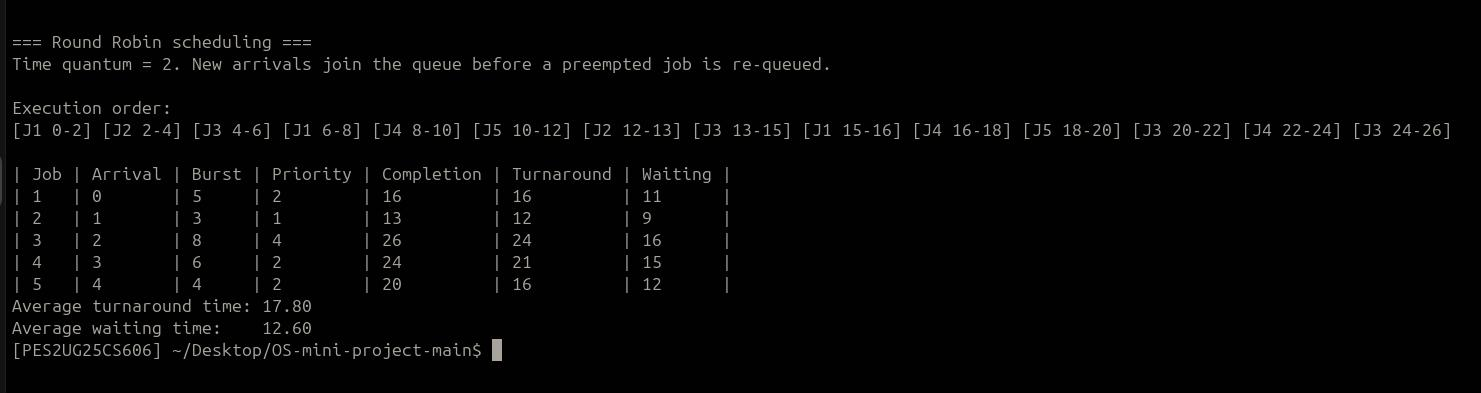 === Round Robin scheduling ===
Time quantum = 2. New arrivals join the queue before a preempted job is re-queued.
Execution order:
[J1 0-2] [J2 2-4] [J3 4-6] [J1 6-8] [J4 8-10] [J5 10-12] [J2 12-13] [J3 13-15] [J1 15-16] [J4 16-18] [J5 18-20] [J3 20-22] [J4 22-24] [J3 24-26]
| Job | Arrival | Burst | Priority | Completion | Turnaround | Waiting |
| 1   | 0       | 5     | 2        | 16         | 16         | 11      |
| 2   | 1       | 3     | 1        | 13         | 12         | 9       |
| 3   | 2       | 8     | 4        | 26         | 24         | 16      |
| 4   | 3       | 6     | 2        | 24         | 21         | 15      |
| 5   | 4       | 4     | 2        | 20         | 16         | 12      |
Average turnaround time: 17.80
Average waiting time:    12.60
[PES2UG25CS606] ~/Desktop/OS-mini-project-main$